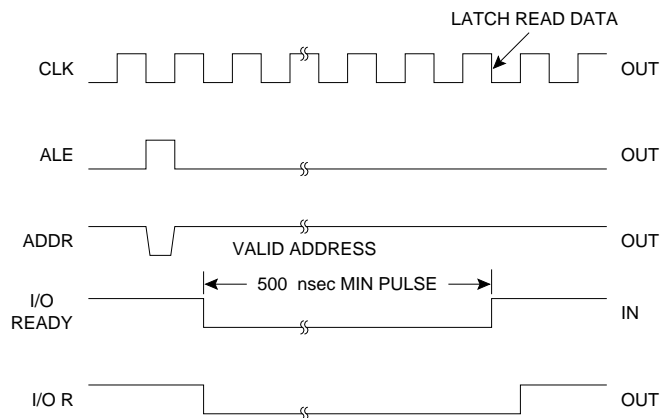 LATCH READ DATA
CLK
OUT
ALE
OUT
ADDR
VALID ADDRESS
OUT
500 nsec MIN PULSE
I/O
READY
IN
I/O R
OUT